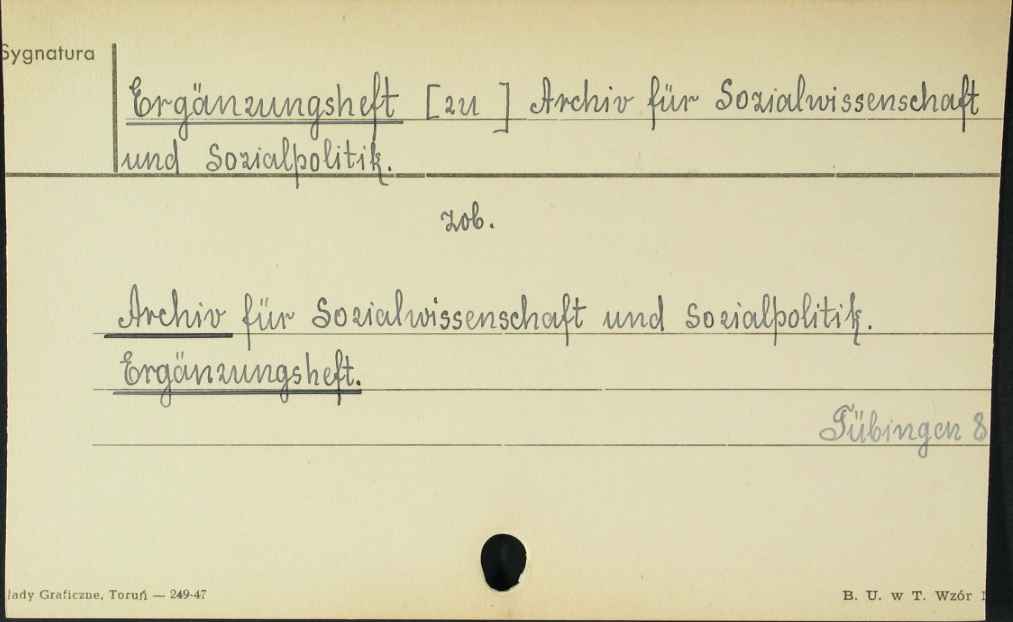 Sygnatura
Ergänzungsheft [zu ] Archiv für Sozialwissenschaft
und Sozialpolitik.
zob.
Archiv für Sozialwissenschaft und Sozialpolitik.
Ergänzungsheft.
Tübingen 8
łady Graficzne, Toruń — 249-47
B. U. w T. Wzór